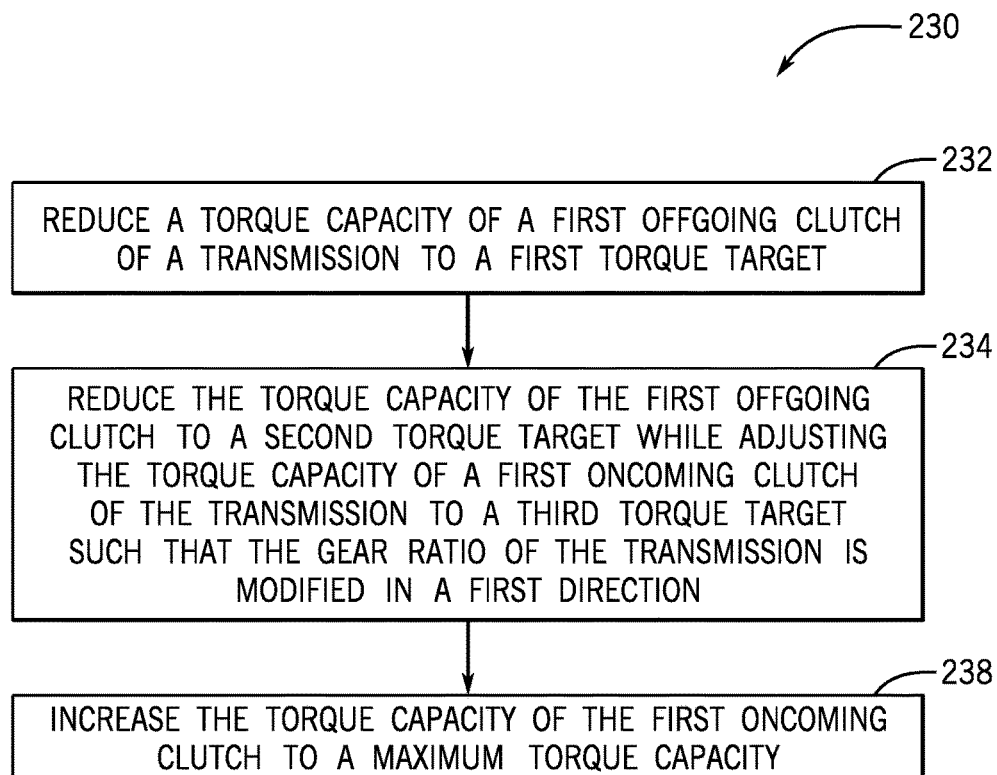 230
232
REDUCE A TORQUE CAPACITY OF A FIRST OFFGOING CLUTCH
OF A TRANSMISSION TO A FIRST TORQUE TARGET
234
REDUCE THE TORQUE CAPACITY OF THE FIRST OFFGOING
CLUTCH TO A SECOND TORQUE TARGET WHILE ADJUSTING
THE TORQUE CAPACITY OF A FIRST ONCOMING CLUTCH
OF THE TRANSMISSION TO A THIRD TORQUE TARGET
SUCH THAT THE GEAR RATIO OF THE TRANSMISSION IS
MODIFIED IN A FIRST DIRECTION
238
INCREASE THE TORQUE CAPACITY OF THE FIRST ONCOMING
CLUTCH TO A MAXIMUM TORQUE CAPACITY